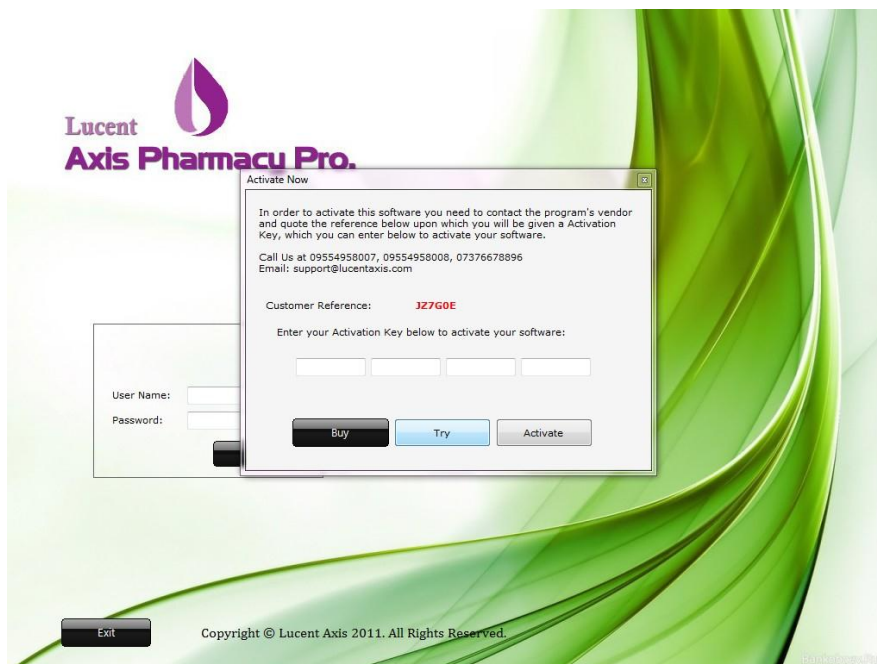 Lucent
Axis Pharmacy Pro.
Activate Now
In order to activate this software you need to contact the program's vendor
and quote the reference below upon which you will be given a Activation
Key, which you can enter below to activate your software.
Call Us at 09554958007, 09554958008, 07376678896
Email: support@lucentaxis.com
Customer Reference: JZ7G0E
Enter your Activation Key below to activate your software:
User Name:
Password:
Buy Try Activate
Exit
Copyright © Lucent Axis 2011. All Rights Reserved.